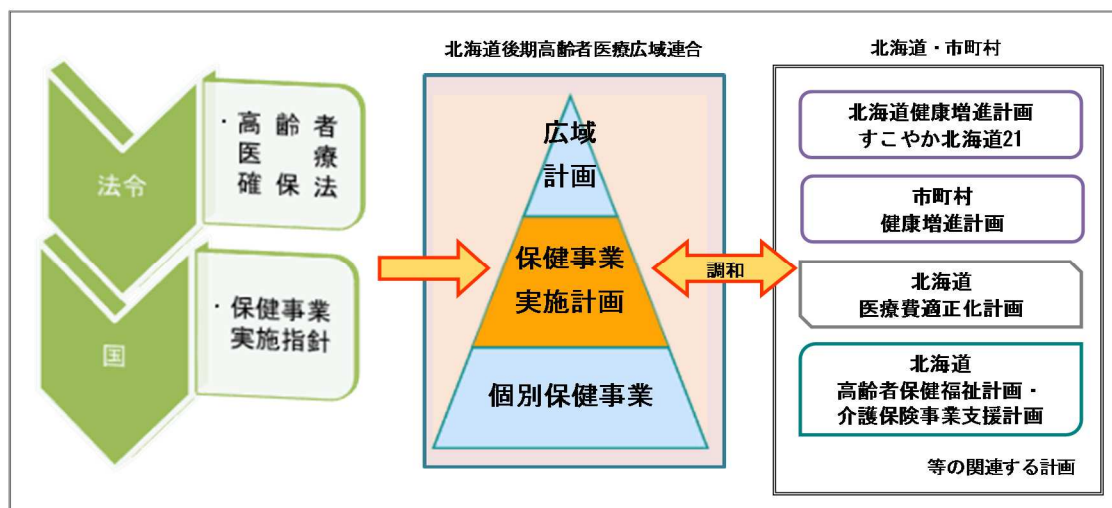 法令
・高齢者
医療
確保法
国
・保健事業
実施指針
北海道後期高齢者医療広域連合
広域
計画
保健事業
実施計画
個別保健事業
調和
北海道・市町村
北海道健康増進計画
すこやか北海道21
市町村
健康増進計画
北海道
医療費適正化計画
北海道
高齢者保健福祉計画・
介護保険事業支援計画
等の関連する計画